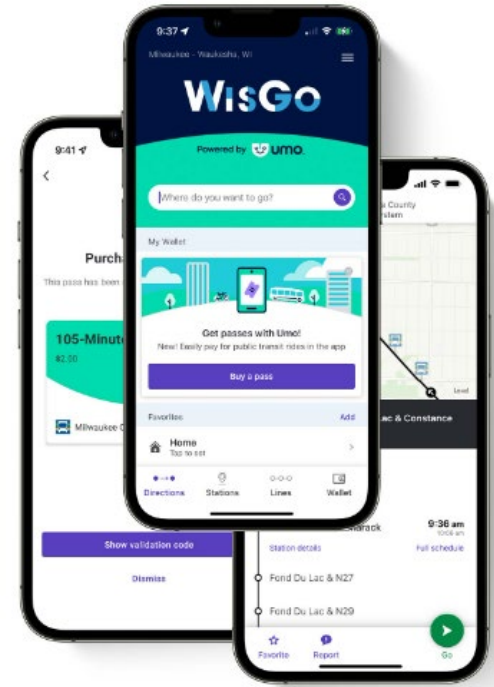 9:37
Milwaukee - Waukesha, WI
WisGo
Powered by umo
Where do you want to go?
My Wallet
Get passes with Umo!
New! Easily pay for public transit rides in the app
Buy a pass
Favorites
Add
Home
Tap to set
Directions
Stations
Lines
Wallet
9:41
Purch
This pass has been
105-Minut
$2.00
Milwaukee C
Show validation code
Dismiss
County
stem
ac & Constance
9:36 am
Station details
Full schedule
Fond Du Lac & N27
Fond Du Lac & N29
Favorite
Report
Go